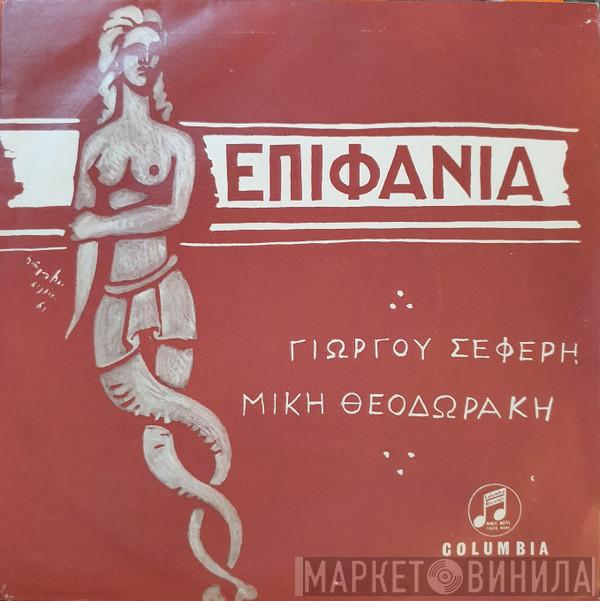 ΕΠΙΦΑΝΙΑ
ΓΙΩΡΓΟΥ ΣΕΦΕΡΗ
ΜΙΚΗ ΘΕΟΔΩΡΑΚΗ
COLUMBIA
МАРКЕТ ВИНИЛА